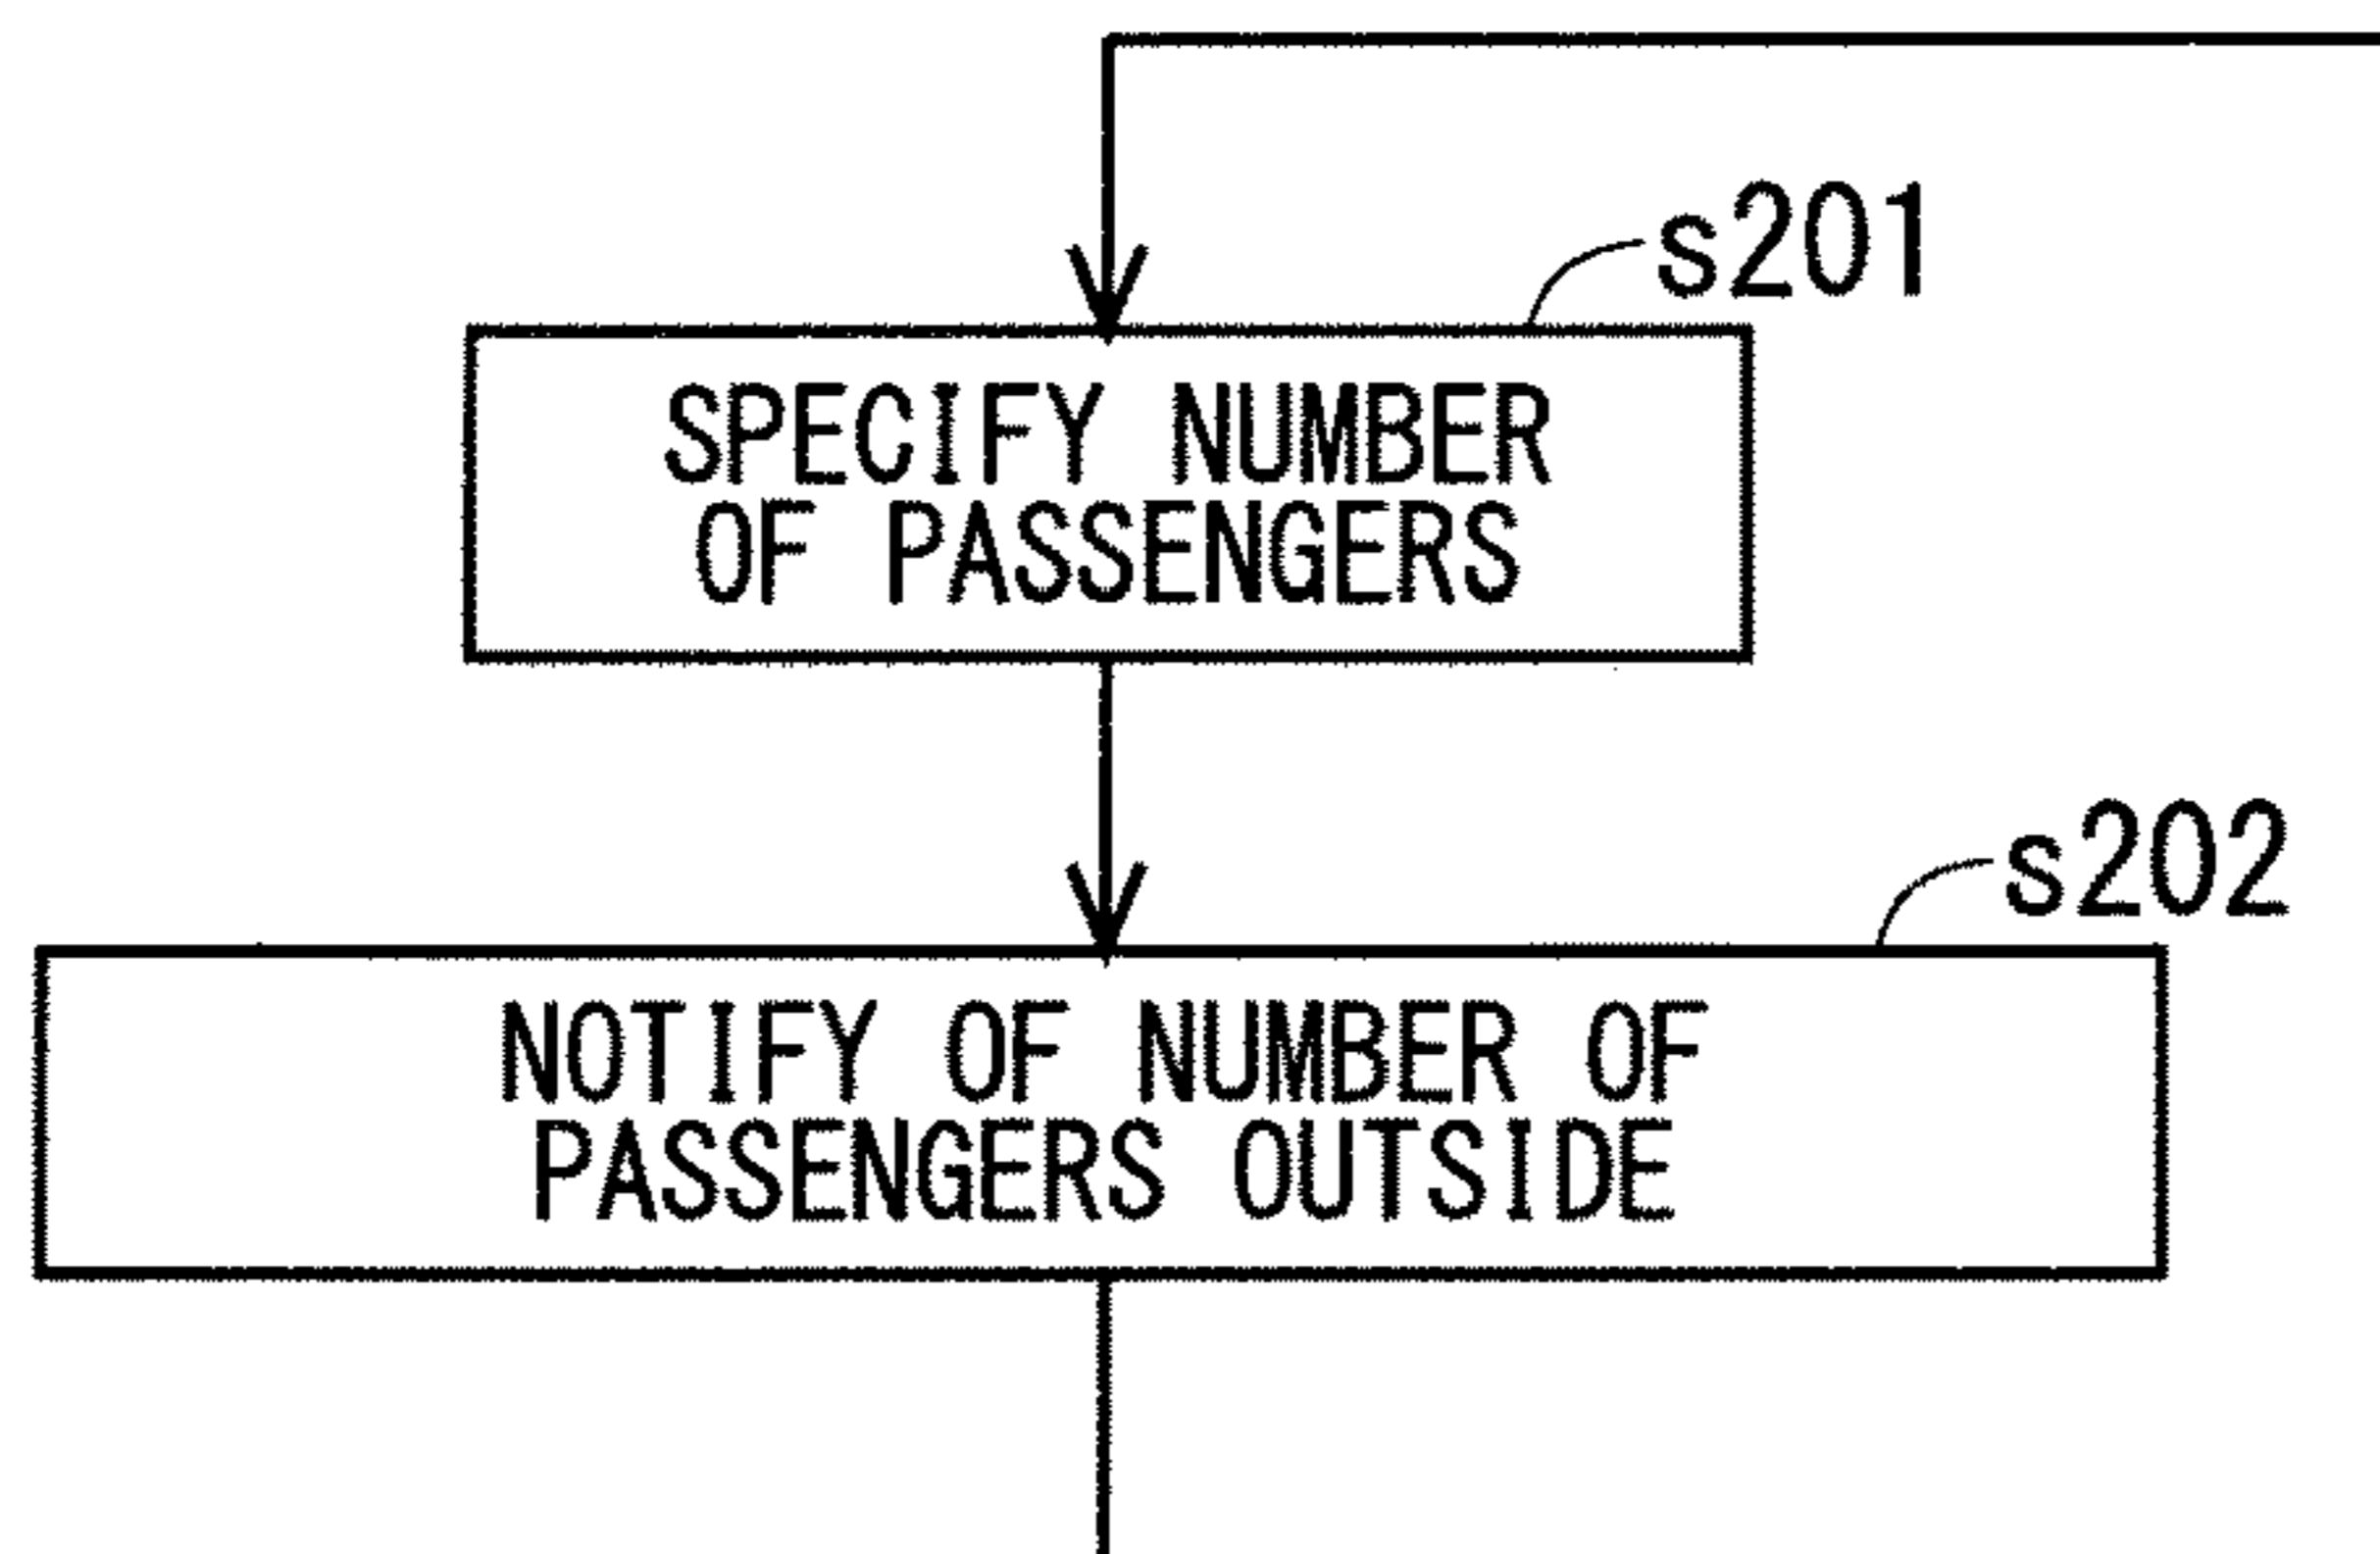 s201
SPECIFY NUMBER
OF PASSENGERS
s202
NOTIFY OF NUMBER OF
PASSENGERS OUTSIDE